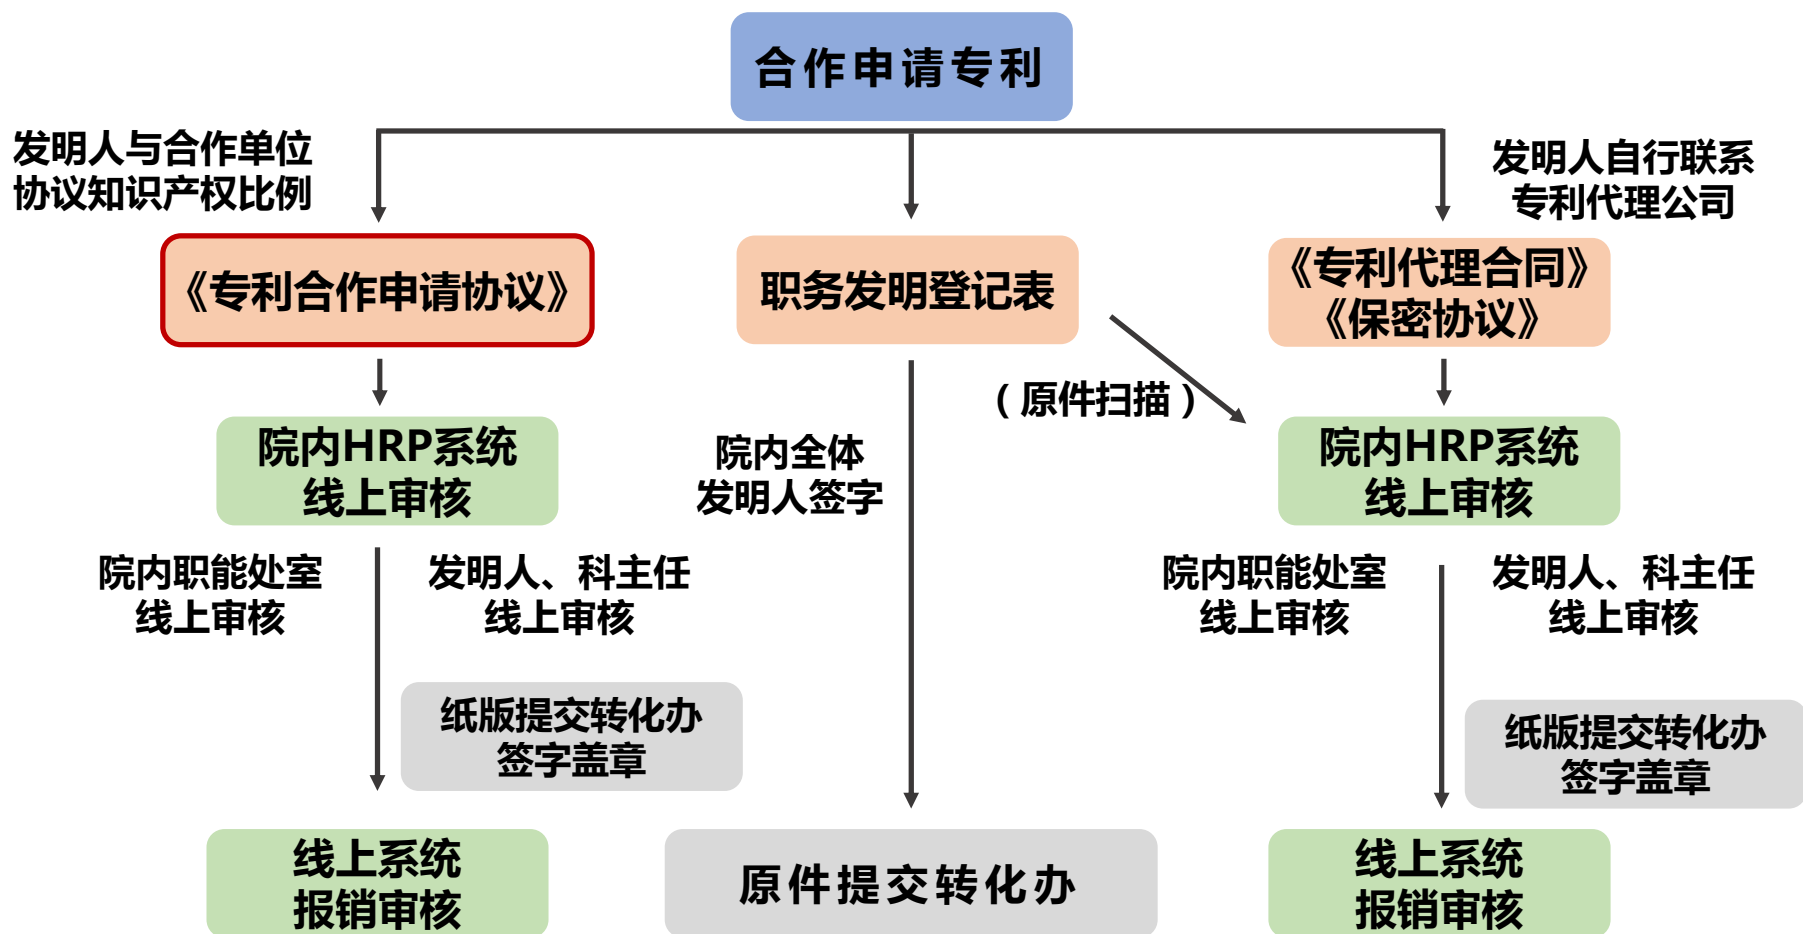 合作申请专利
发明人与合作单位
协议知识产权比例
发明人自行联系
专利代理公司
《专利合作申请协议》
职务发明登记表
《专利代理合同》
《保密协议》
（原件扫描）
院内HRP系统
线上审核
院内全体
发明人签字
院内HRP系统
线上审核
院内职能处室
线上审核
发明人、科主任
线上审核
院内职能处室
线上审核
发明人、科主任
线上审核
纸版提交转化办
签字盖章
纸版提交转化办
签字盖章
线上系统
报销审核
原件提交转化办
线上系统
报销审核